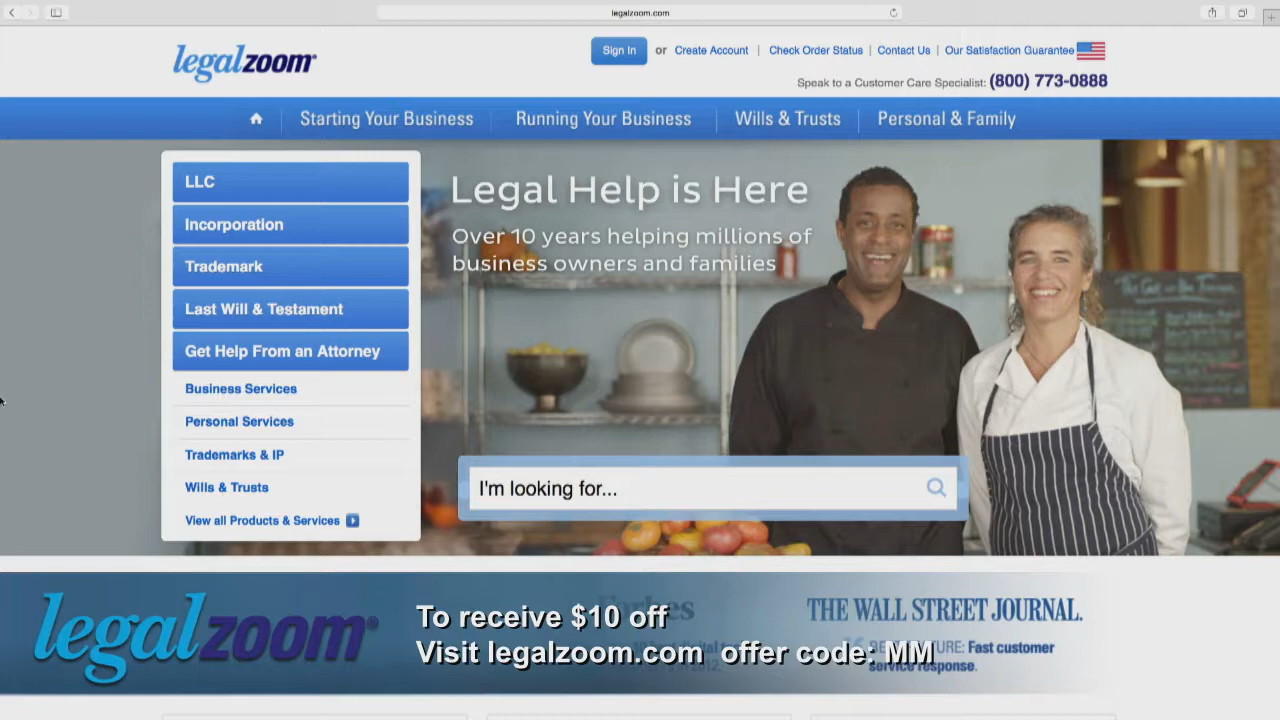 legalzoom.com
legalzoom
Sign In or Create Account | Check Order Status | Contact Us | Our Satisfaction Guarantee
Speak to a Customer Care Specialist: (800) 773-0888
Starting Your Business
Running Your Business
Wills & Trusts
Personal & Family
LLC
Incorporation
Trademark
Last Will & Testament
Get Help From an Attorney
Business Services
Personal Services
Trademarks & IP
Wills & Trusts
View all Products & Services
Legal Help is Here
Over 10 years helping millions of
business owners and families
I'm looking for...
legalzoom
To receive $10 off
Visit legalzoom.com offer code: MM
Forbes
THE WALL STREET JOURNAL.
Fast customer
service response.